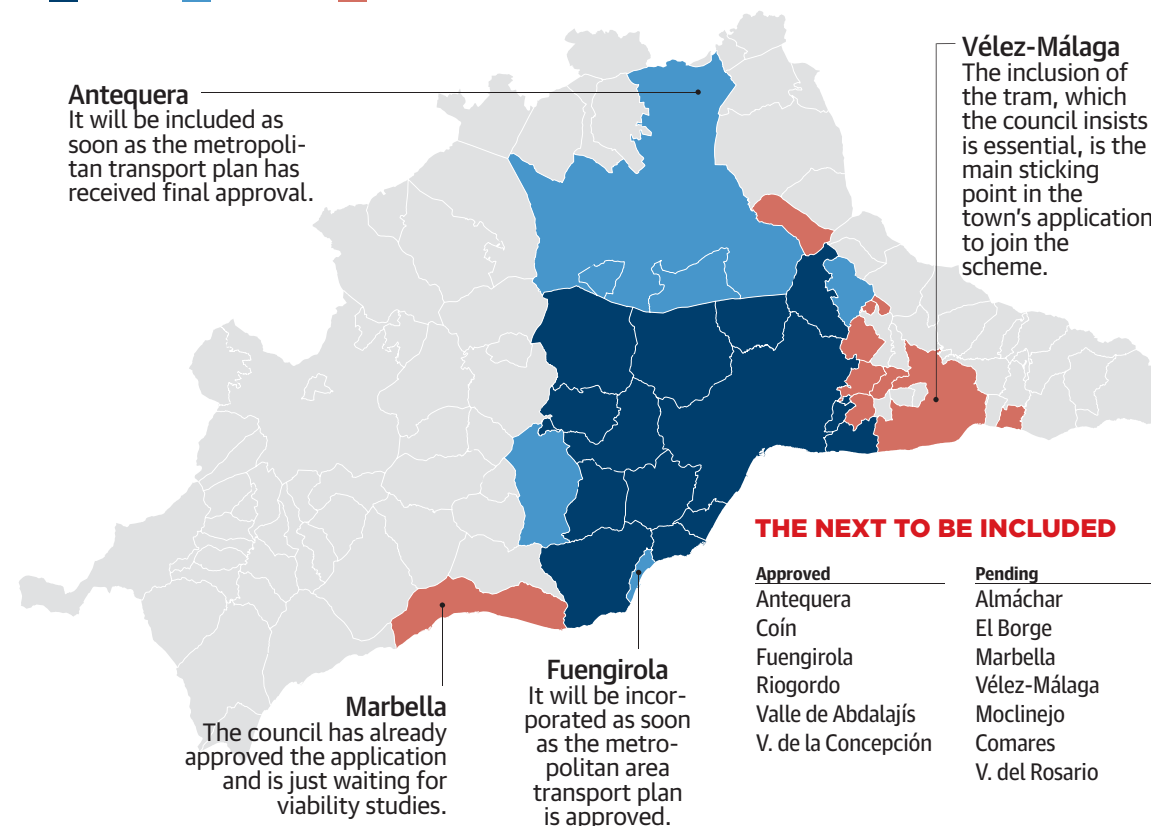 Antequera
It will be included as
soon as the metropoli-
tan transport plan has
received final approval.
Vélez-Málaga
The inclusion of
the tram, which
the council insists
is essential, is the
main sticking
point in the
town's application
to join the
scheme.
Marbella
The council has already
approved the application
and is just waiting for
viability studies.
Fuengirola
It will be incor-
porated as soon
as the metro-
politan area
transport plan
is approved.
THE NEXT TO BE INCLUDED
Approved
Antequera
Coín
Fuengirola
Riogordo
Valle de Abdalajís
V. de la Concepción
Pending
Almáchar
El Borge
Marbella
Vélez-Málaga
Moclinejo
Comares
V. del Rosario